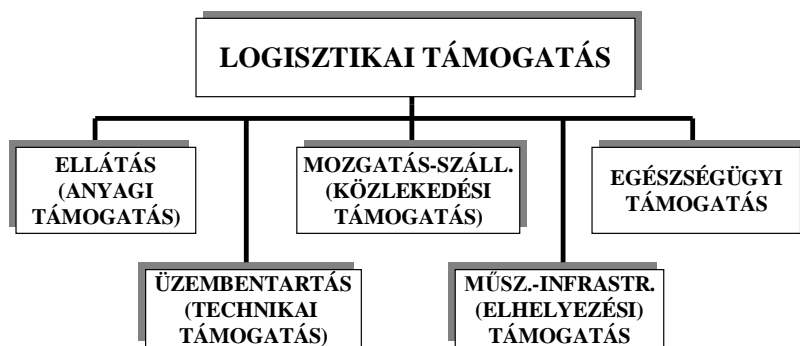 LOGISZTIKAI TÁMOGATÁS
ELLÁTÁS
(ANYAGI
TÁMOGATÁS)
MOZGATÁS-SZÁLL.
(KÖZLEKEDÉSI
TÁMOGATÁS)
EGÉSZSÉGÜGYI
TÁMOGATÁS
ÜZEMBENTARTÁS
(TECHNIKAI
TÁMOGATÁS)
MŰSZ.-INFRASTR.
(ELHELYEZÉSI)
TÁMOGATÁS